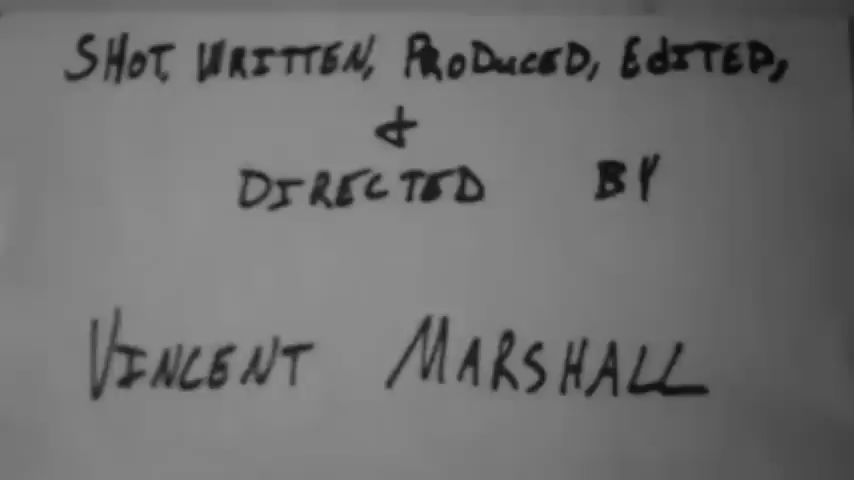 SHOT, WRITTEN, PRODUCED, EDITED,
&
DIRECTED BY
VINCENT MARSHALL